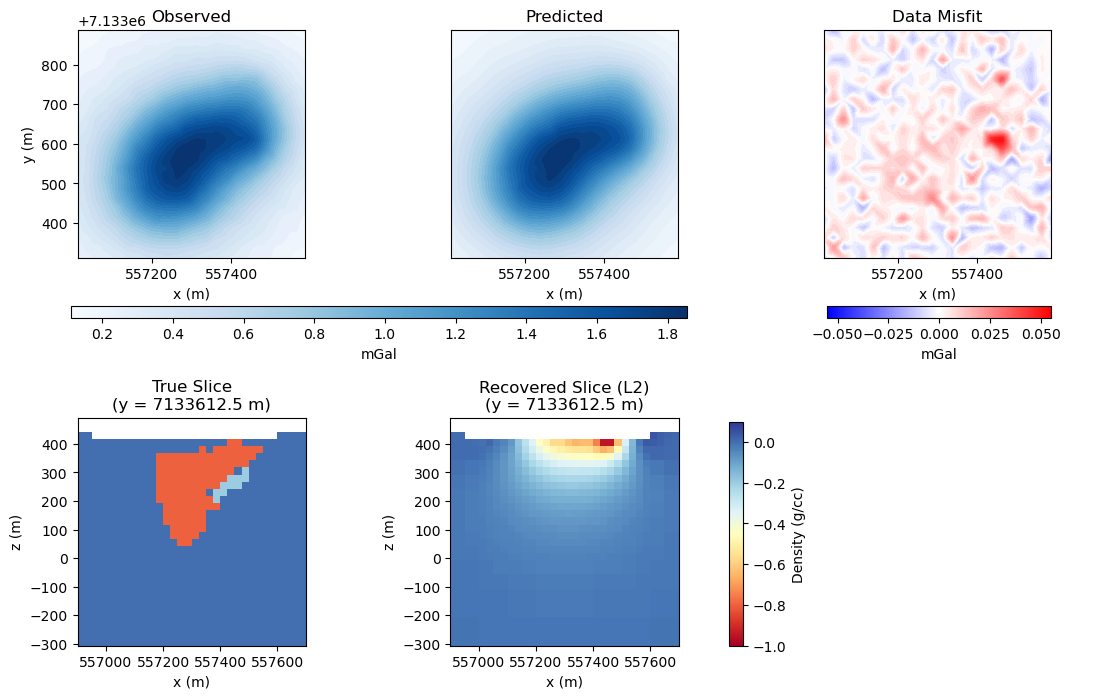 +7.133e6
Observed
Predicted
Data Misfit
800
700
600
500
400
y (m)
557200 557400
x (m)
557200 557400
x (m)
557200 557400
x (m)
0.2 0.4 0.6 0.8 1.0 1.2 1.4 1.6 1.8
mGal
−0.050 −0.025 0.000 0.025 0.050
mGal
True Slice
(y = 7133612.5 m)
Recovered Slice (L2)
(y = 7133612.5 m)
400
300
200
100
0
−100
−200
−300
z (m)
557000 557200 557400 557600
x (m)
400
300
200
100
0
−100
−200
−300
z (m)
557000 557200 557400 557600
x (m)
0.0
−0.2
−0.4
−0.6
−0.8
−1.0
Density (g/cc)